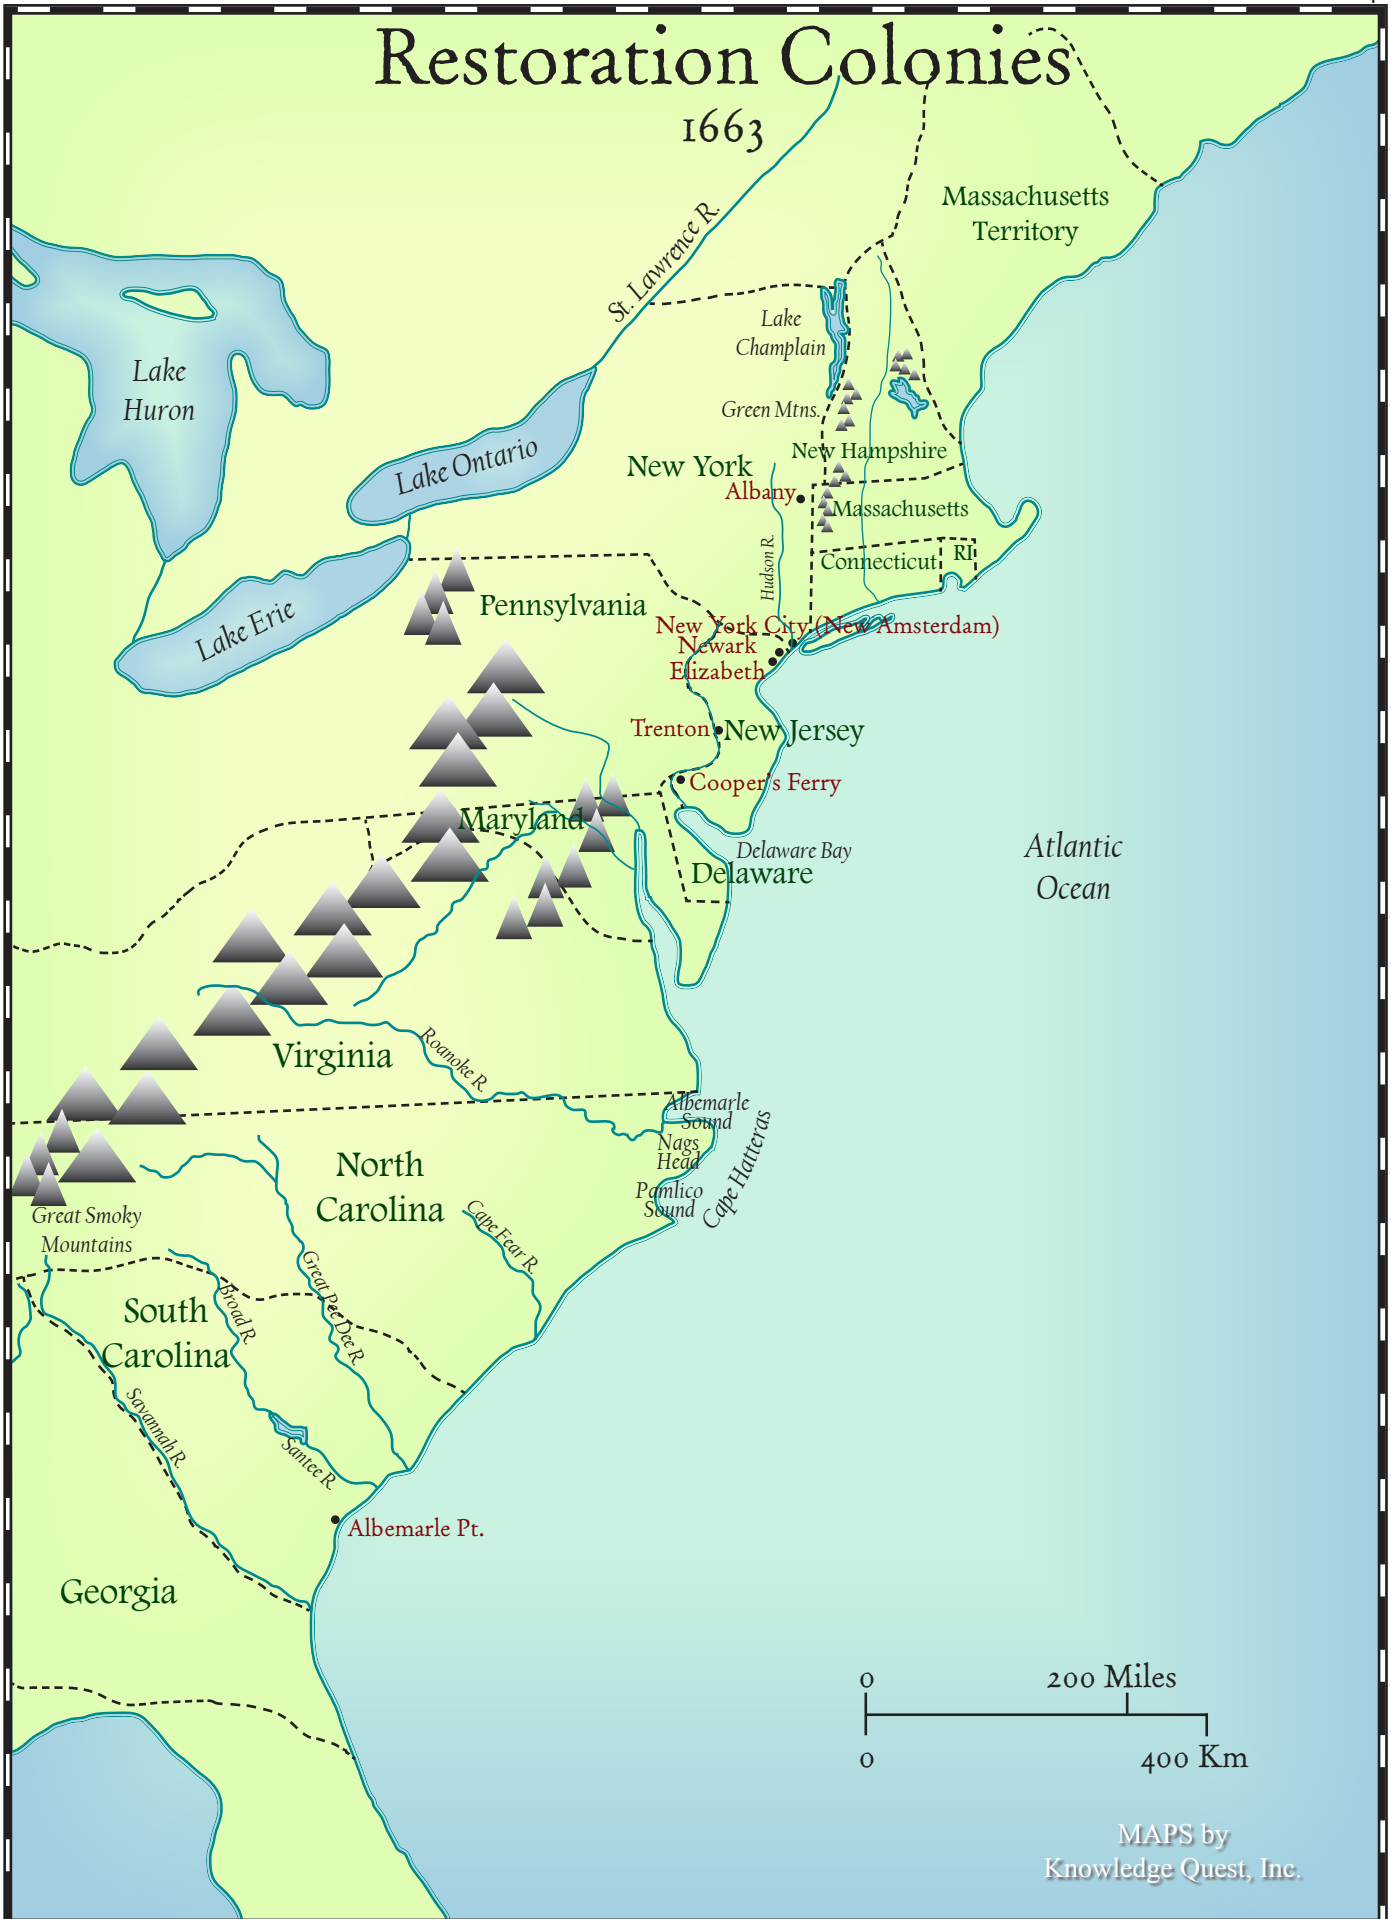 Restoration Colonies
1663
Massachusetts
Territory
St. Lawrence R.
Lake
Champlain
Lake
Huron
Green Mtns.
New Hampshire
Lake Ontario
New York
Albany
Massachusetts
Hudson R.
Connecticut
RI
Lake Erie
Pennsylvania
New York City (New Amsterdam)
Newark
Elizabeth
Trenton
New Jersey
Cooper's Ferry
Maryland
Delaware Bay
Delaware
Atlantic
Ocean
Virginia
Roanoke R.
Albemarle
Sound
Nags
Head
Cape Hatteras
Pamlico
Sound
North
Carolina
Cape Fear R.
Great Smoky
Mountains
Great Pee Dee R.
Broad R.
South
Carolina
Savannah R.
Santee R.
Albemarle Pt.
Georgia
0
200 Miles
0
400 Km
MAPS by
Knowledge Quest, Inc.